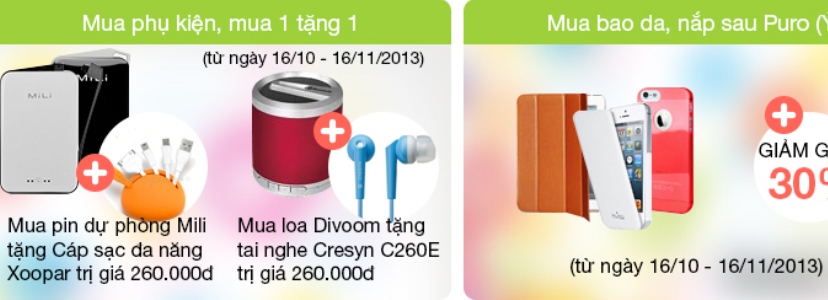 Mua phụ kiện, mua 1 tặng 1
(từ ngày 16/10 - 16/11/2013)
MiLi
MiLi
Mua pin dự phòng Mili
tặng Cáp sạc da năng
Xoopar trị giá 260.000đ
Mua loa Divoom tặng
tai nghe Cresyn C260E
trị giá 260.000đ
Mua bao da, nắp sau Puro (
GIẢM G
30
(từ ngày 16/10 - 16/11/2013)